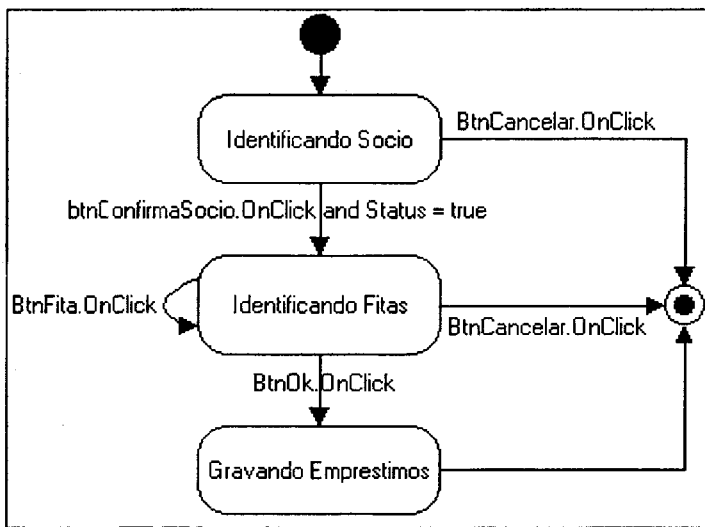 Identificando Socio
BtnCancelar.OnClick
btnConfirmaSocio.OnClick and Status = true
BtnFita.OnClick
Identificando Fitas
BtnCancelar.OnClick
BtnOk.OnClick
Gravando Emprestimos